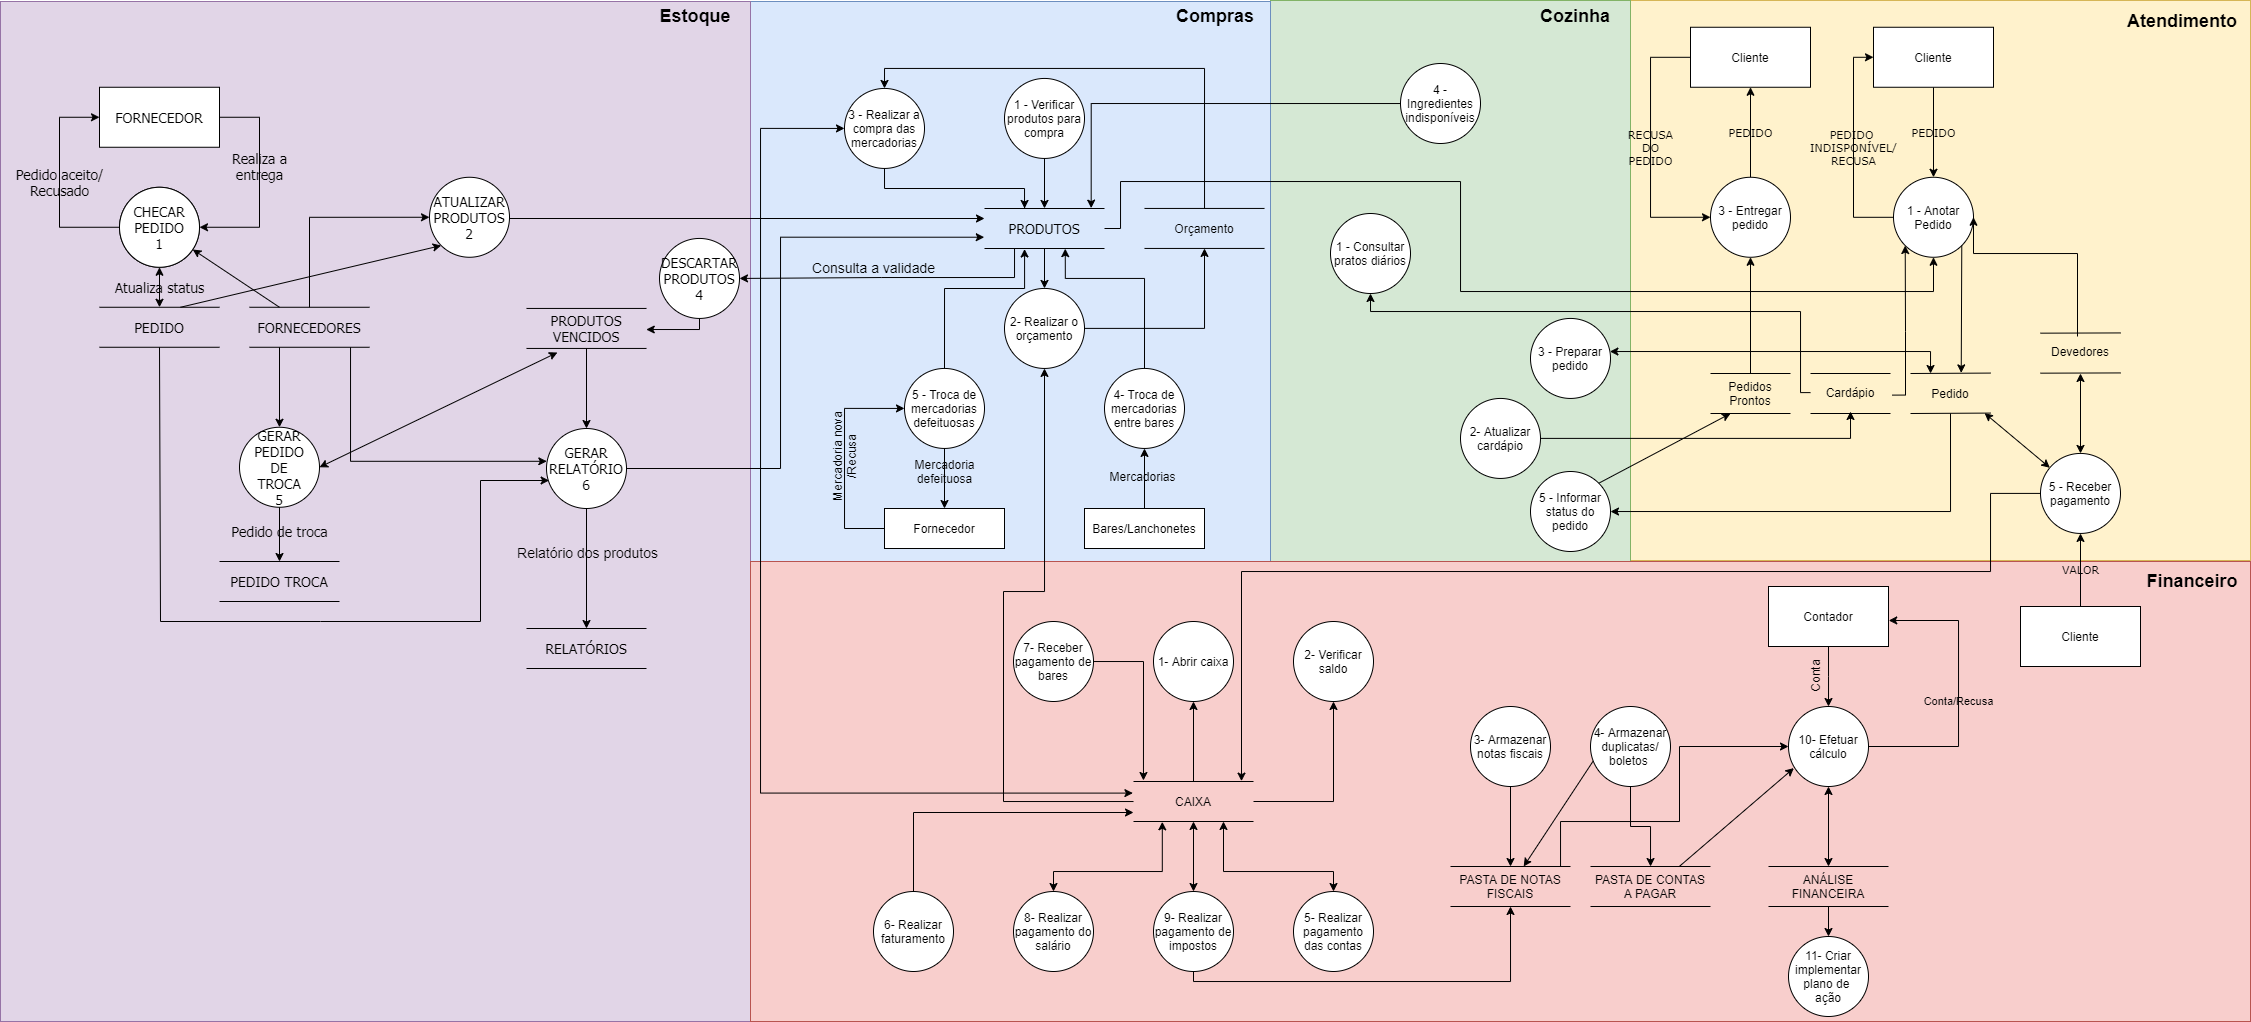 Estoque
FORNECEDOR
Pedido aceito/
Recusado
Realiza a
entrega
CHECAR
PEDIDO
1
ATUALIZAR
PRODUTOS
2
Atualiza status
PEDIDO
FORNECEDORES
DESCARTAR
PRODUTOS
4
PRODUTOS
VENCIDOS
GERAR
PEDIDO
DE
TROCA
5
GERAR
RELATÓRIO
6
Pedido de troca
PEDIDO TROCA
Relatório dos produtos
RELATÓRIOS
Compras
3 - Realizar a
compra das
mercadorias
1 - Verificar
produtos para
compra
PRODUTOS
Orçamento
Consulta a validade
2- Realizar o
orçamento
5 - Troca de
mercadorias
defeituosas
4- Troca de
mercadorias
entre bares
Mercadoria nova
/Recusa
Mercadoria
defeituosa
Mercadorias
Fornecedor
Bares/Lanchonetes
Cozinha
4 -
Ingredientes
indisponíveis
1 - Consultar
pratos diários
3 - Preparar
pedido
2- Atualizar
cardápio
5 - Informar
status do
pedido
Atendimento
Cliente
Cliente
RECUSA
DO
PEDIDO
PEDIDO
PEDIDO
INDISPONÍVEL/
RECUSA
PEDIDO
3 - Entregar
pedido
1 - Anotar
Pedido
Devedores
Pedidos
Prontos
Cardápio
Pedido
5 - Receber
pagamento
VALOR
Financeiro
Cliente
Contador
Conta
Conta/Recusa
7- Receber
pagamento de
bares
1- Abrir caixa
2- Verificar
saldo
3- Armazenar
notas fiscais
4- Armazenar
duplicatas/
boletos
10- Efetuar
cálculo
CAIXA
PASTA DE NOTAS
FISCAIS
PASTA DE CONTAS
A PAGAR
ANÁLISE
FINANCEIRA
6- Realizar
faturamento
8- Realizar
pagamento do
salário
9- Realizar
pagamento de
impostos
5- Realizar
pagamento
das contas
11- Criar
implementar
plano de
ação